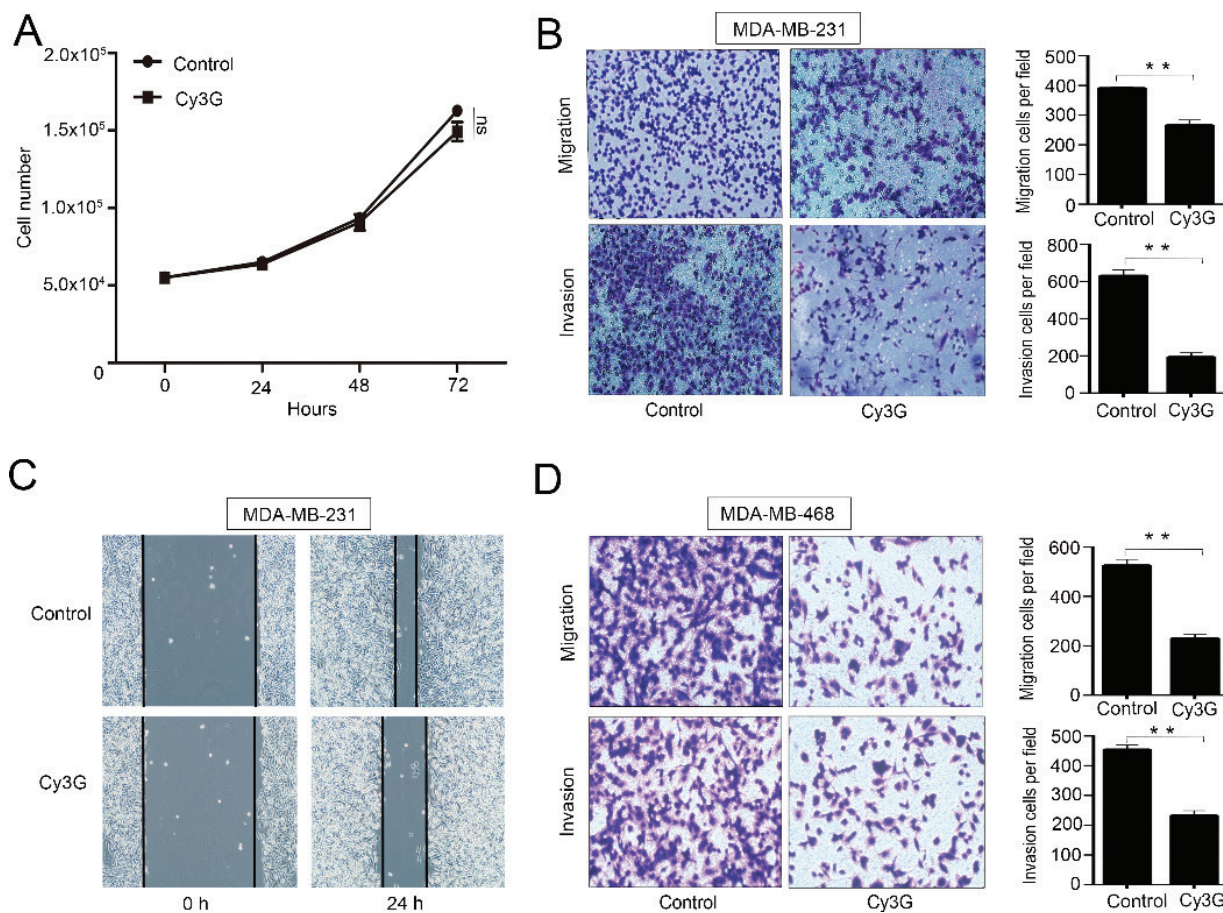 A
2.0x10⁵
1.5x10⁵
1.0x10⁵
5.0x10⁴
0
Cell number
Control
Cy3G
ns
0 24 48 72
Hours
B
MDA-MB-231
Migration
Invasion
Control Cy3G
Migration cells per field
500
400
300
200
100
0
* *
Control Cy3G
Invasion cells per field
800
600
400
200
0
* *
Control Cy3G
C
MDA-MB-231
Control
Cy3G
0 h 24 h
D
MDA-MB-468
Migration
Invasion
Control Cy3G
Migration cells per field
600
400
200
0
* *
Control Cy3G
Invasion cells per field
500
400
300
200
100
0
* *
Control Cy3G